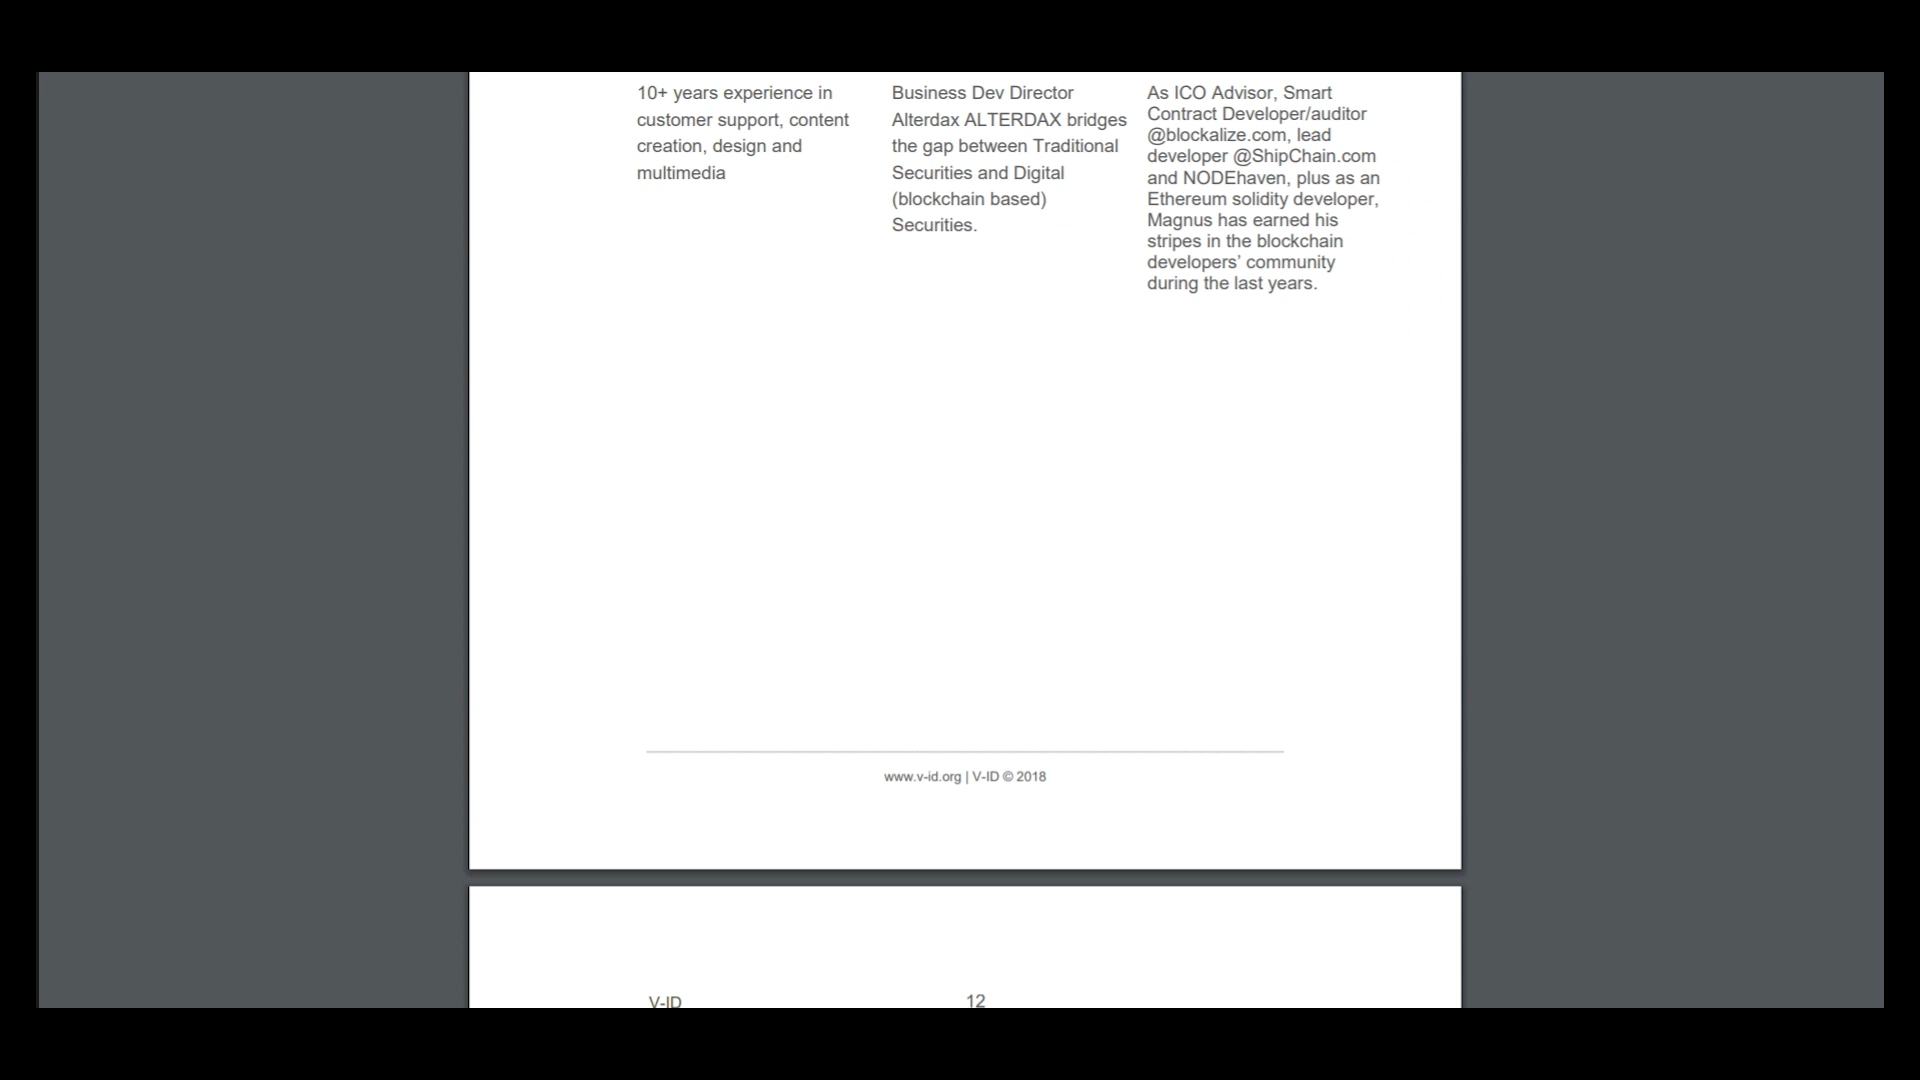 10+ years experience in
customer support, content
creation, design and
multimedia
Business Dev Director
Alterdax ALTERDAX bridges
the gap between Traditional
Securities and Digital
(blockchain based)
Securities.
As ICO Advisor, Smart
Contract Developer/auditor
@blockalize.com, lead
developer @ShipChain.com
and NODEhaven, plus as an
Ethereum solidity developer,
Magnus has earned his
stripes in the blockchain
developers’ community
during the last years.
www.v-id.org | V-ID © 2018
V-ID 12